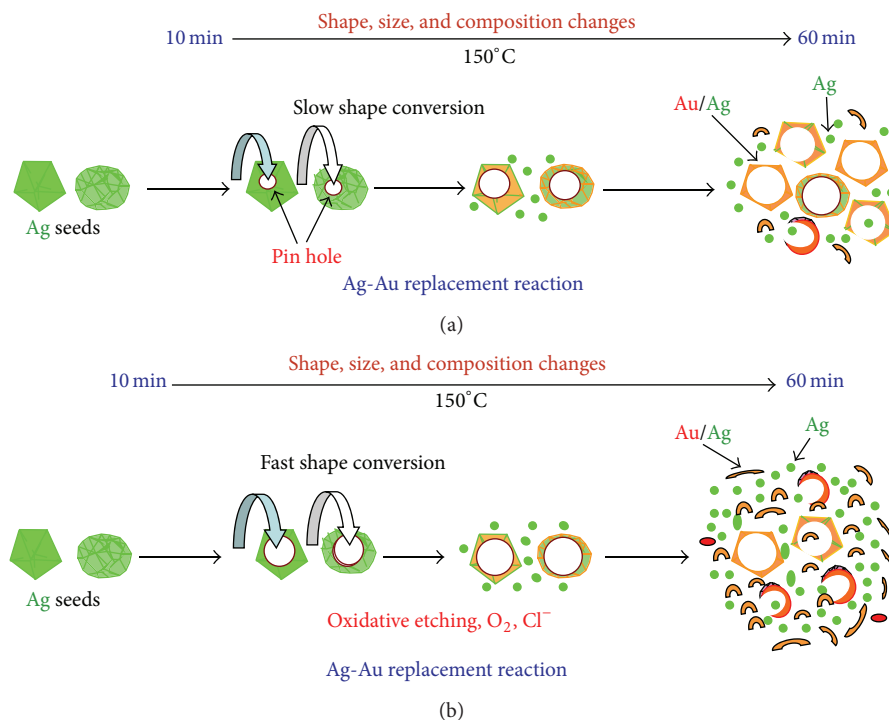 Shape, size, and composition changes
10 min
60 min
150°C
Ag
Au/Ag
Slow shape conversion
Ag seeds
Pin hole
Ag-Au replacement reaction
(a)
Shape, size, and composition changes
10 min
60 min
150°C
Au/Ag
Ag
Fast shape conversion
Ag seeds
Oxidative etching, O₂, Cl⁻
Ag-Au replacement reaction
(b)